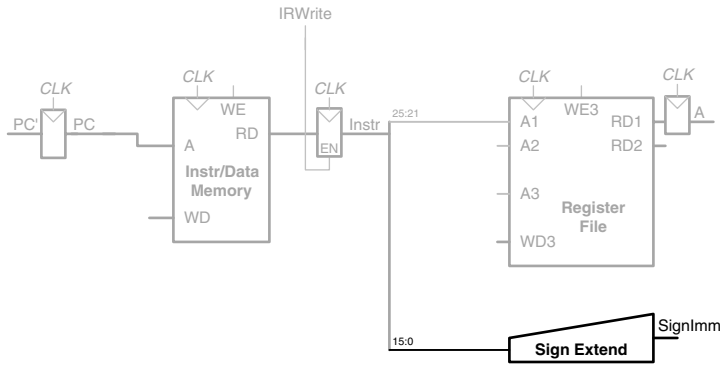 IRWrite
CLK
CLK
CLK
CLK
CLK
PC'
PC
WE
RD
A
Instr/Data
Memory
WD
EN
Instr
25:21
WE3
A1
RD1
A
A2
RD2
A3
Register
File
WD3
SignImm
15:0
Sign Extend